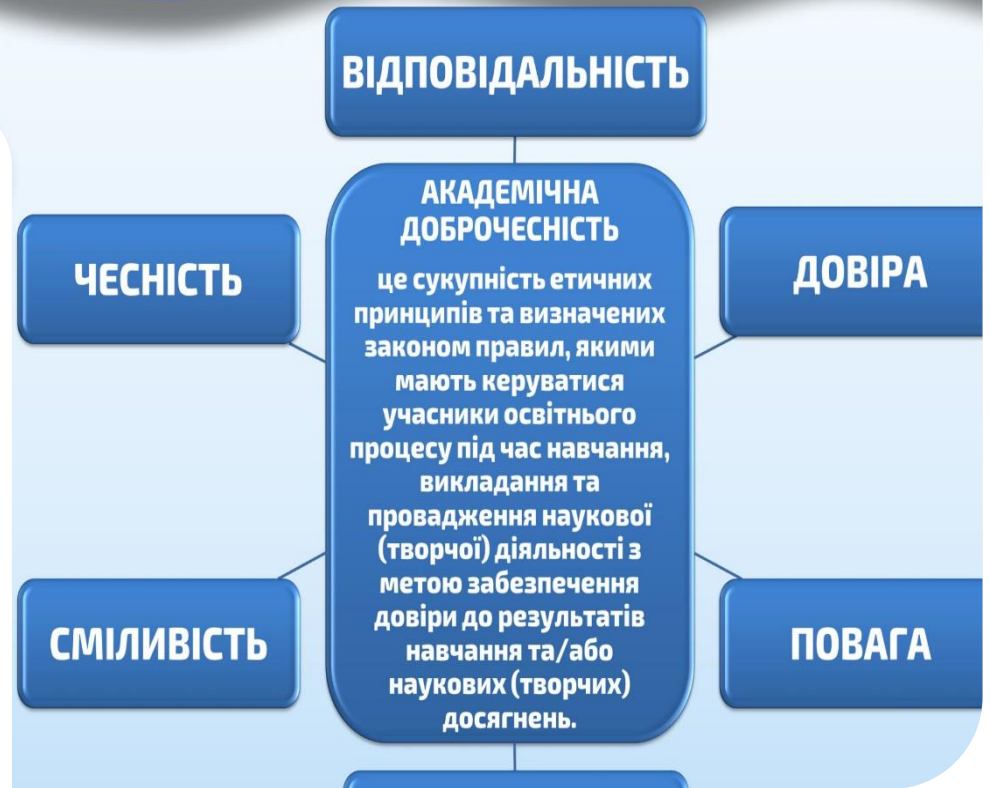 ВІДПОВІДАЛЬНІСТЬ
ЧЕСНІСТЬ
АКАДЕМІЧНА
ДОБРОЧЕСНІСТЬ
це сукупність етичних
принципів та визначених
законом правил, якими
мають керуватися
учасники освітнього
процесу під час навчання,
викладання та
провадження наукової
(творчої) діяльності з
метою забезпечення
довіри до результатів
навчання та/або
наукових (творчих)
досягнень.
ДОВІРА
СМІЛИВІСТЬ
ПОВАГА